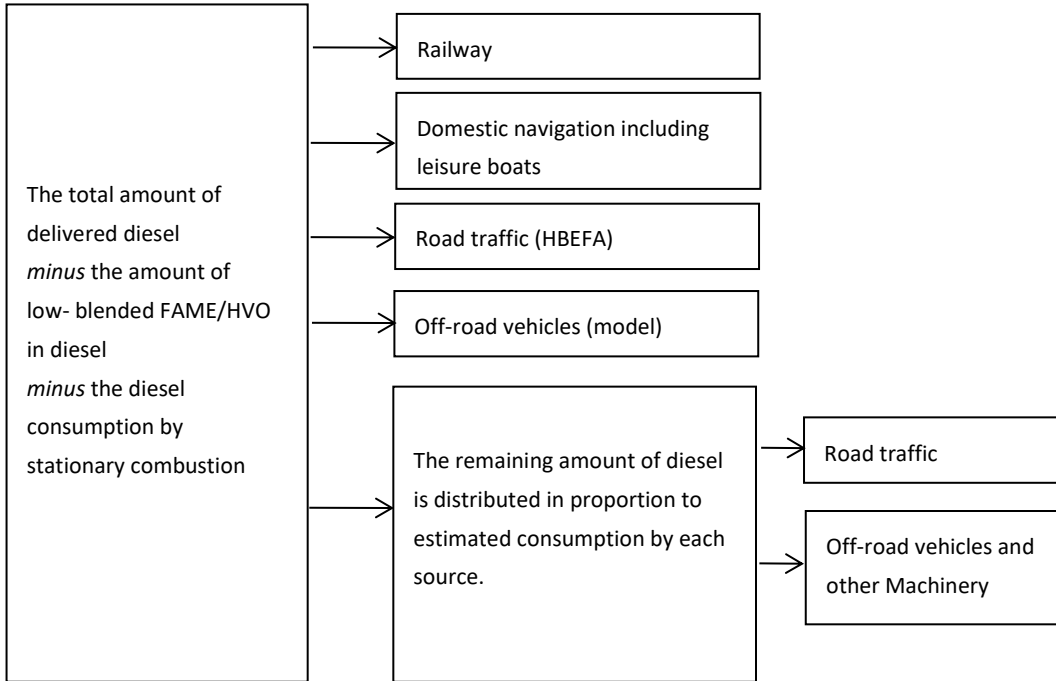 The total amount of
delivered diesel
minus the amount of
low- blended FAME/HVO
in diesel
minus the diesel
consumption by
stationary combustion
Railway
Domestic navigation including
leisure boats
Road traffic (HBEFA)
Off-road vehicles (model)
The remaining amount of diesel
is distributed in proportion to
estimated consumption by each
source.
Road traffic
Off-road vehicles and
other Machinery